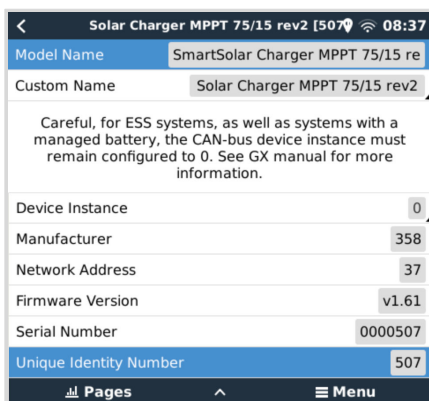 Solar Charger MPPT 75/15 rev2 [507 08:37
Model Name SmartSolar Charger MPPT 75/15 re
Custom Name Solar Charger MPPT 75/15 rev2
Careful, for ESS systems, as well as systems with a
managed battery, the CAN-bus device instance must
remain configured to 0. See GX manual for more
information.
Device Instance 0
Manufacturer 358
Network Address 37
Firmware Version v1.61
Serial Number 0000507
Unique Identity Number 507
Pages Menu